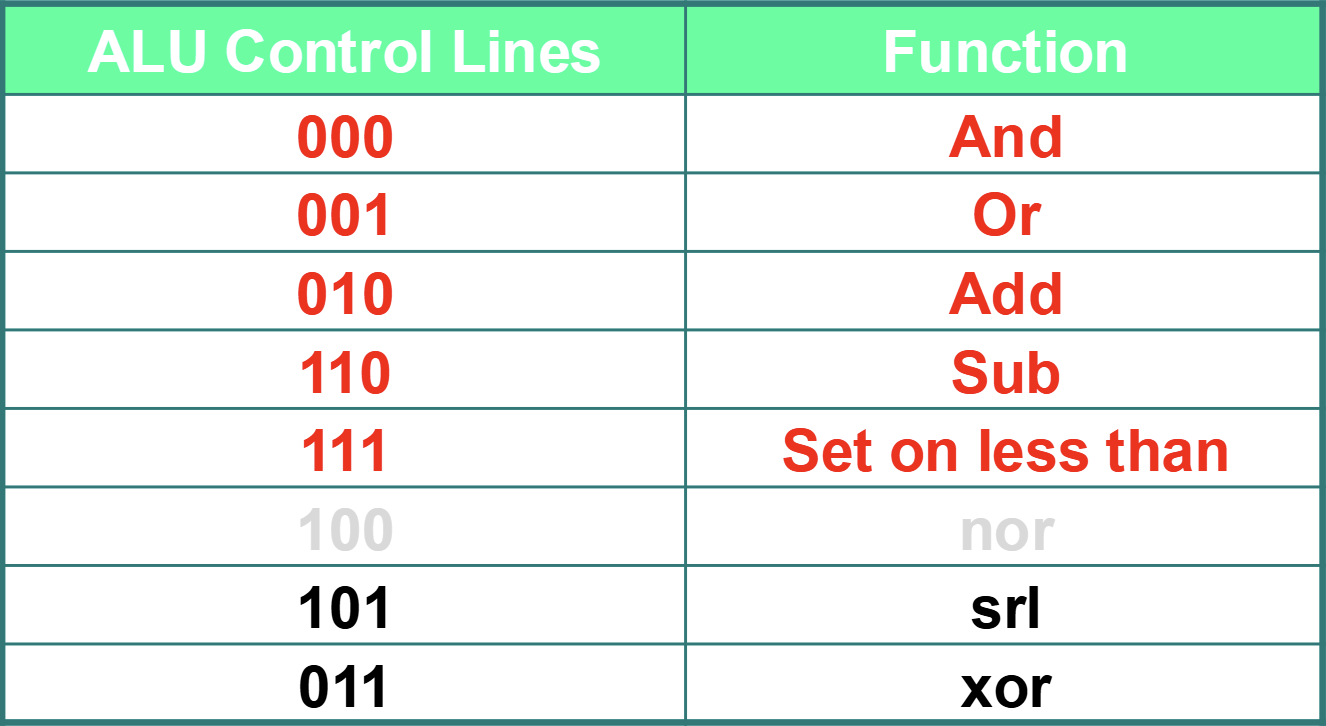 ALU Control Lines Function
000 And
001 Or
010 Add
110 Sub
111 Set on less than
100 nor
101 srl
011 xor